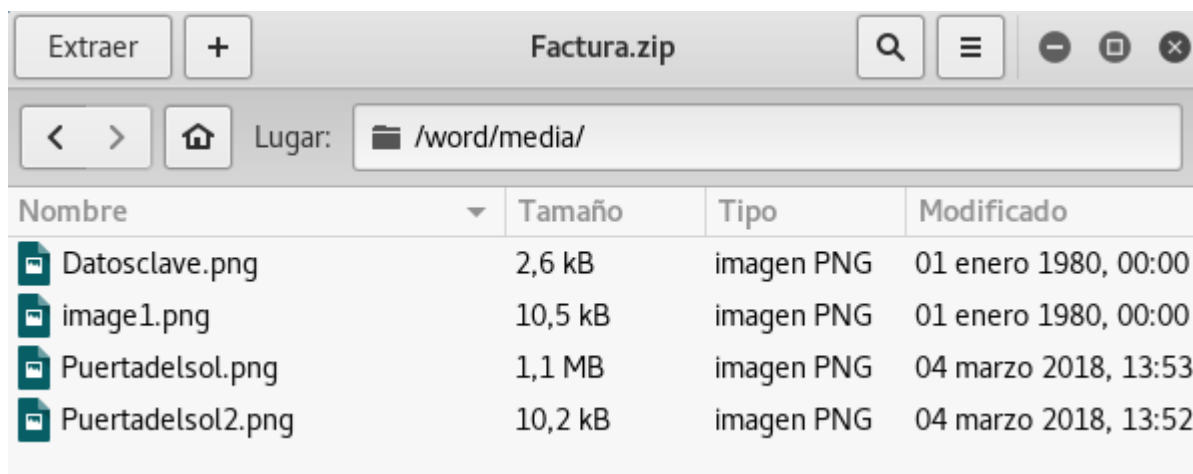 Extraer + Factura.zip
Lugar: /word/media/
Nombre Tamaño Tipo Modificado
Datosclave.png 2,6 kB imagen PNG 01 enero 1980, 00:00
image1.png 10,5 kB imagen PNG 01 enero 1980, 00:00
Puertadelsol.png 1,1 MB imagen PNG 04 marzo 2018, 13:53
Puertadelsol2.png 10,2 kB imagen PNG 04 marzo 2018, 13:52